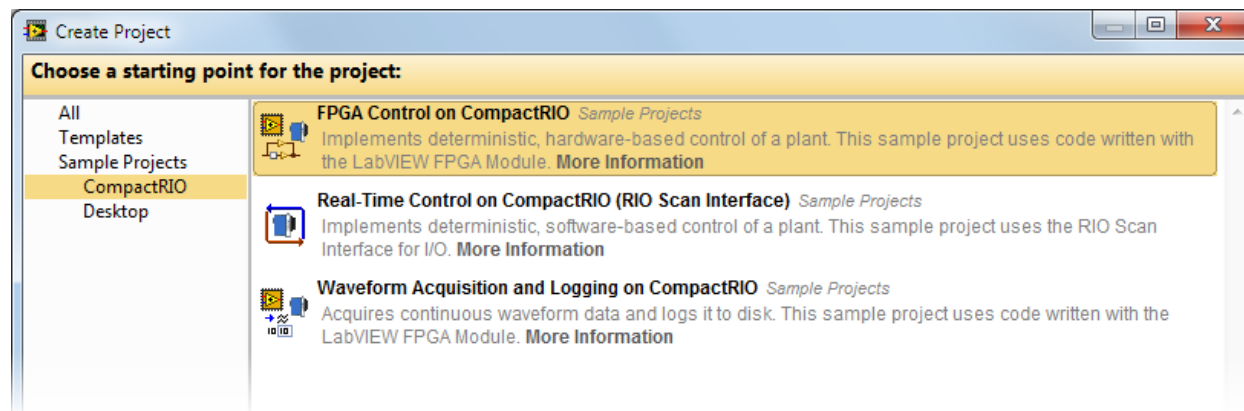 Create Project
Choose a starting point for the project:
All
Templates
Sample Projects
CompactRIO
Desktop
FPGA Control on CompactRIO Sample Projects
Implements deterministic, hardware-based control of a plant. This sample project uses code written with
the LabVIEW FPGA Module. More Information
Real-Time Control on CompactRIO (RIO Scan Interface) Sample Projects
Implements deterministic, software-based control of a plant. This sample project uses the RIO Scan
Interface for I/O. More Information
Waveform Acquisition and Logging on CompactRIO Sample Projects
Acquires continuous waveform data and logs it to disk. This sample project uses code written with the
LabVIEW FPGA Module. More Information